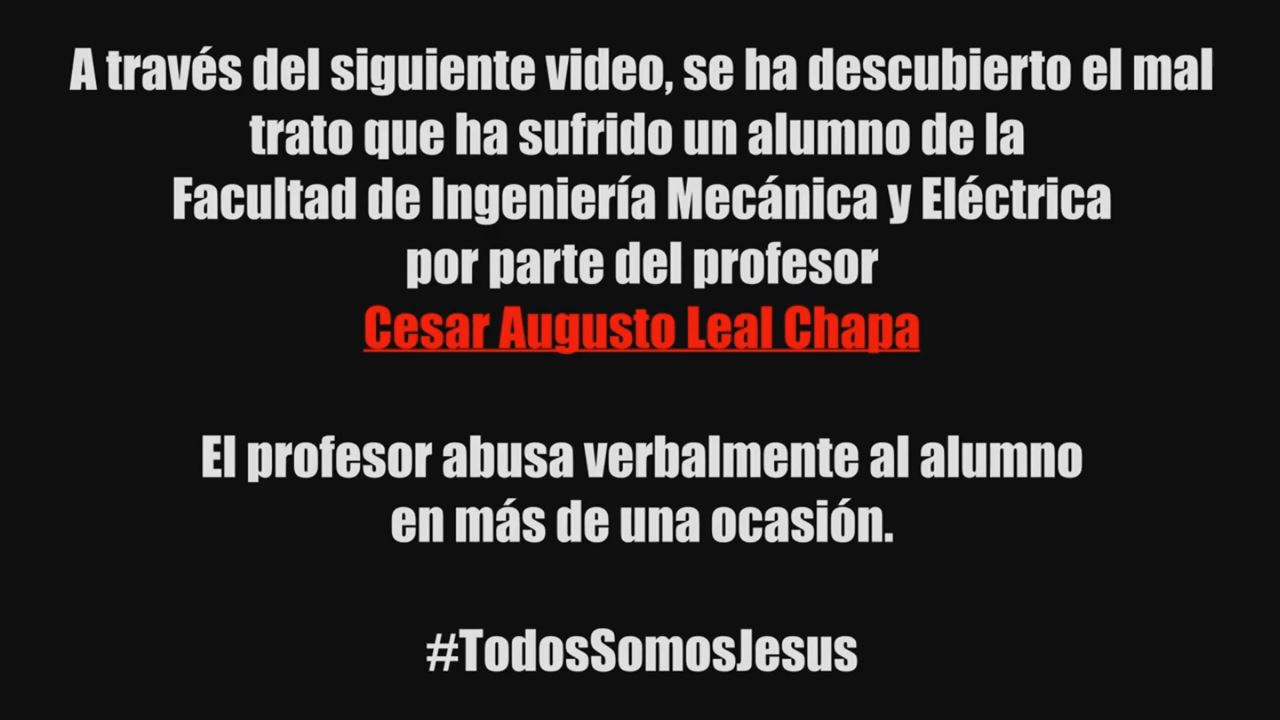 A través del siguiente video, se ha descubierto el mal
trato que ha sufrido un alumno de la
Facultad de Ingeniería Mecánica y Eléctrica
por parte del profesor
Cesar Augusto Leal Chapa
El profesor abusa verbalmente al alumno
en más de una ocasión.
#TodosSomosJesus